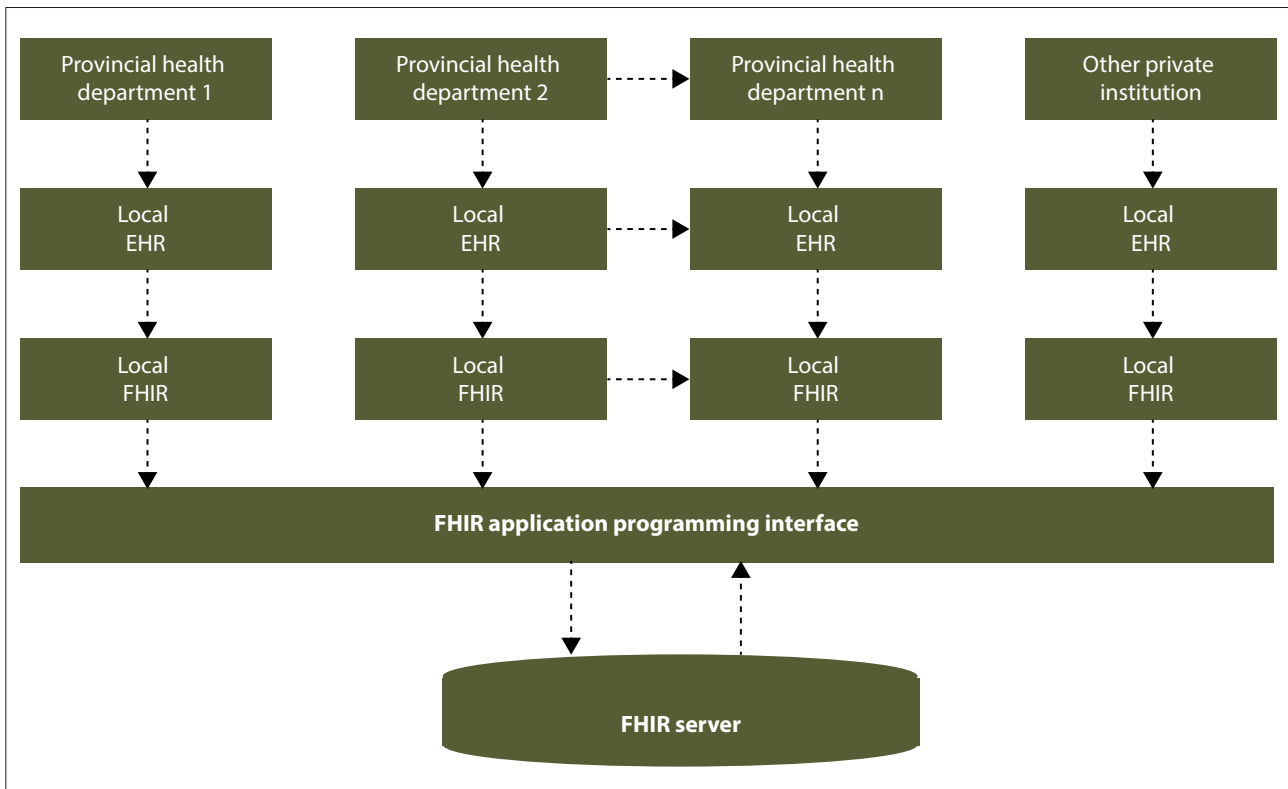 Provincial health
department 1
Provincial health
department 2
Provincial health
department n
Other private
institution
Local
EHR
Local
EHR
Local
EHR
Local
EHR
Local
FHIR
Local
FHIR
Local
FHIR
Local
FHIR
FHIR application programming interface
FHIR server